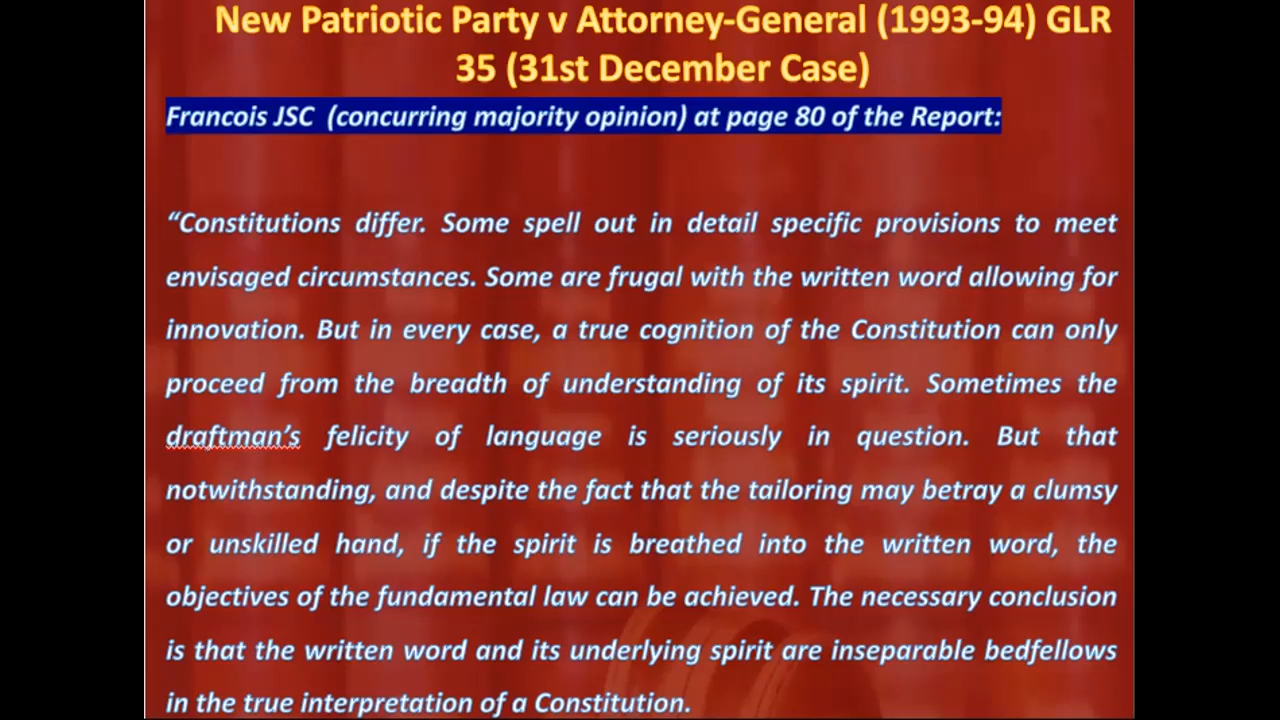 New Patriotic Party v Attorney-General (1993-94) GLR
35 (31st December Case)
Francois JSC (concurring majority opinion) at page 80 of the Report:
“Constitutions differ. Some spell out in detail specific provisions to meet
envisaged circumstances. Some are frugal with the written word allowing for
innovation. But in every case, a true cognition of the Constitution can only
proceed from the breadth of understanding of its spirit. Sometimes the
draftman’s felicity of language is seriously in question. But that
notwithstanding, and despite the fact that the tailoring may betray a clumsy
or unskilled hand, if the spirit is breathed into the written word, the
objectives of the fundamental law can be achieved. The necessary conclusion
is that the written word and its underlying spirit are inseparable bedfellows
in the true interpretation of a Constitution.